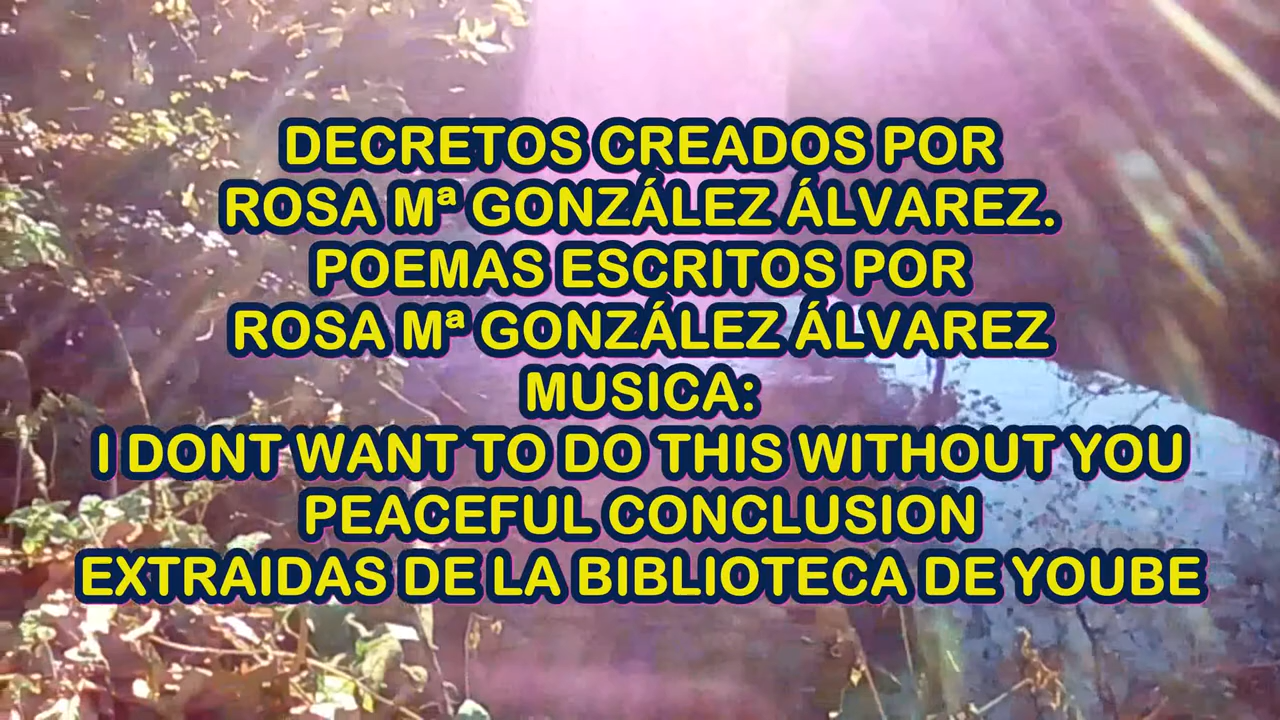 DECRETOS CREADOS POR
ROSA Mª GONZÁLEZ ÁLVAREZ.
POEMAS ESCRITOS POR
ROSA Mª GONZÁLEZ ÁLVAREZ
MUSICA:
I DONT WANT TO DO THIS WITHOUT YOU
PEACEFUL CONCLUSION
EXTRAIDAS DE LA BIBLIOTECA DE YOUBE